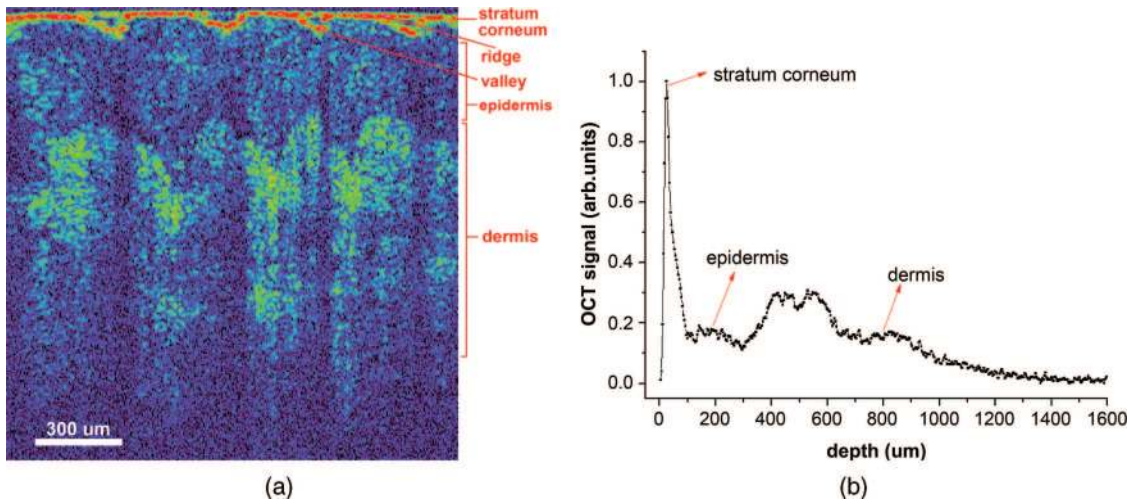 stratum
corneum
ridge
valley
epidermis
dermis
300 um
(a)
OCT signal (arb.units)
1.0
0.8
0.6
0.4
0.2
0.0
stratum corneum
epidermis
dermis
0 200 400 600 800 1000 1200 1400 1600
depth (um)
(b)